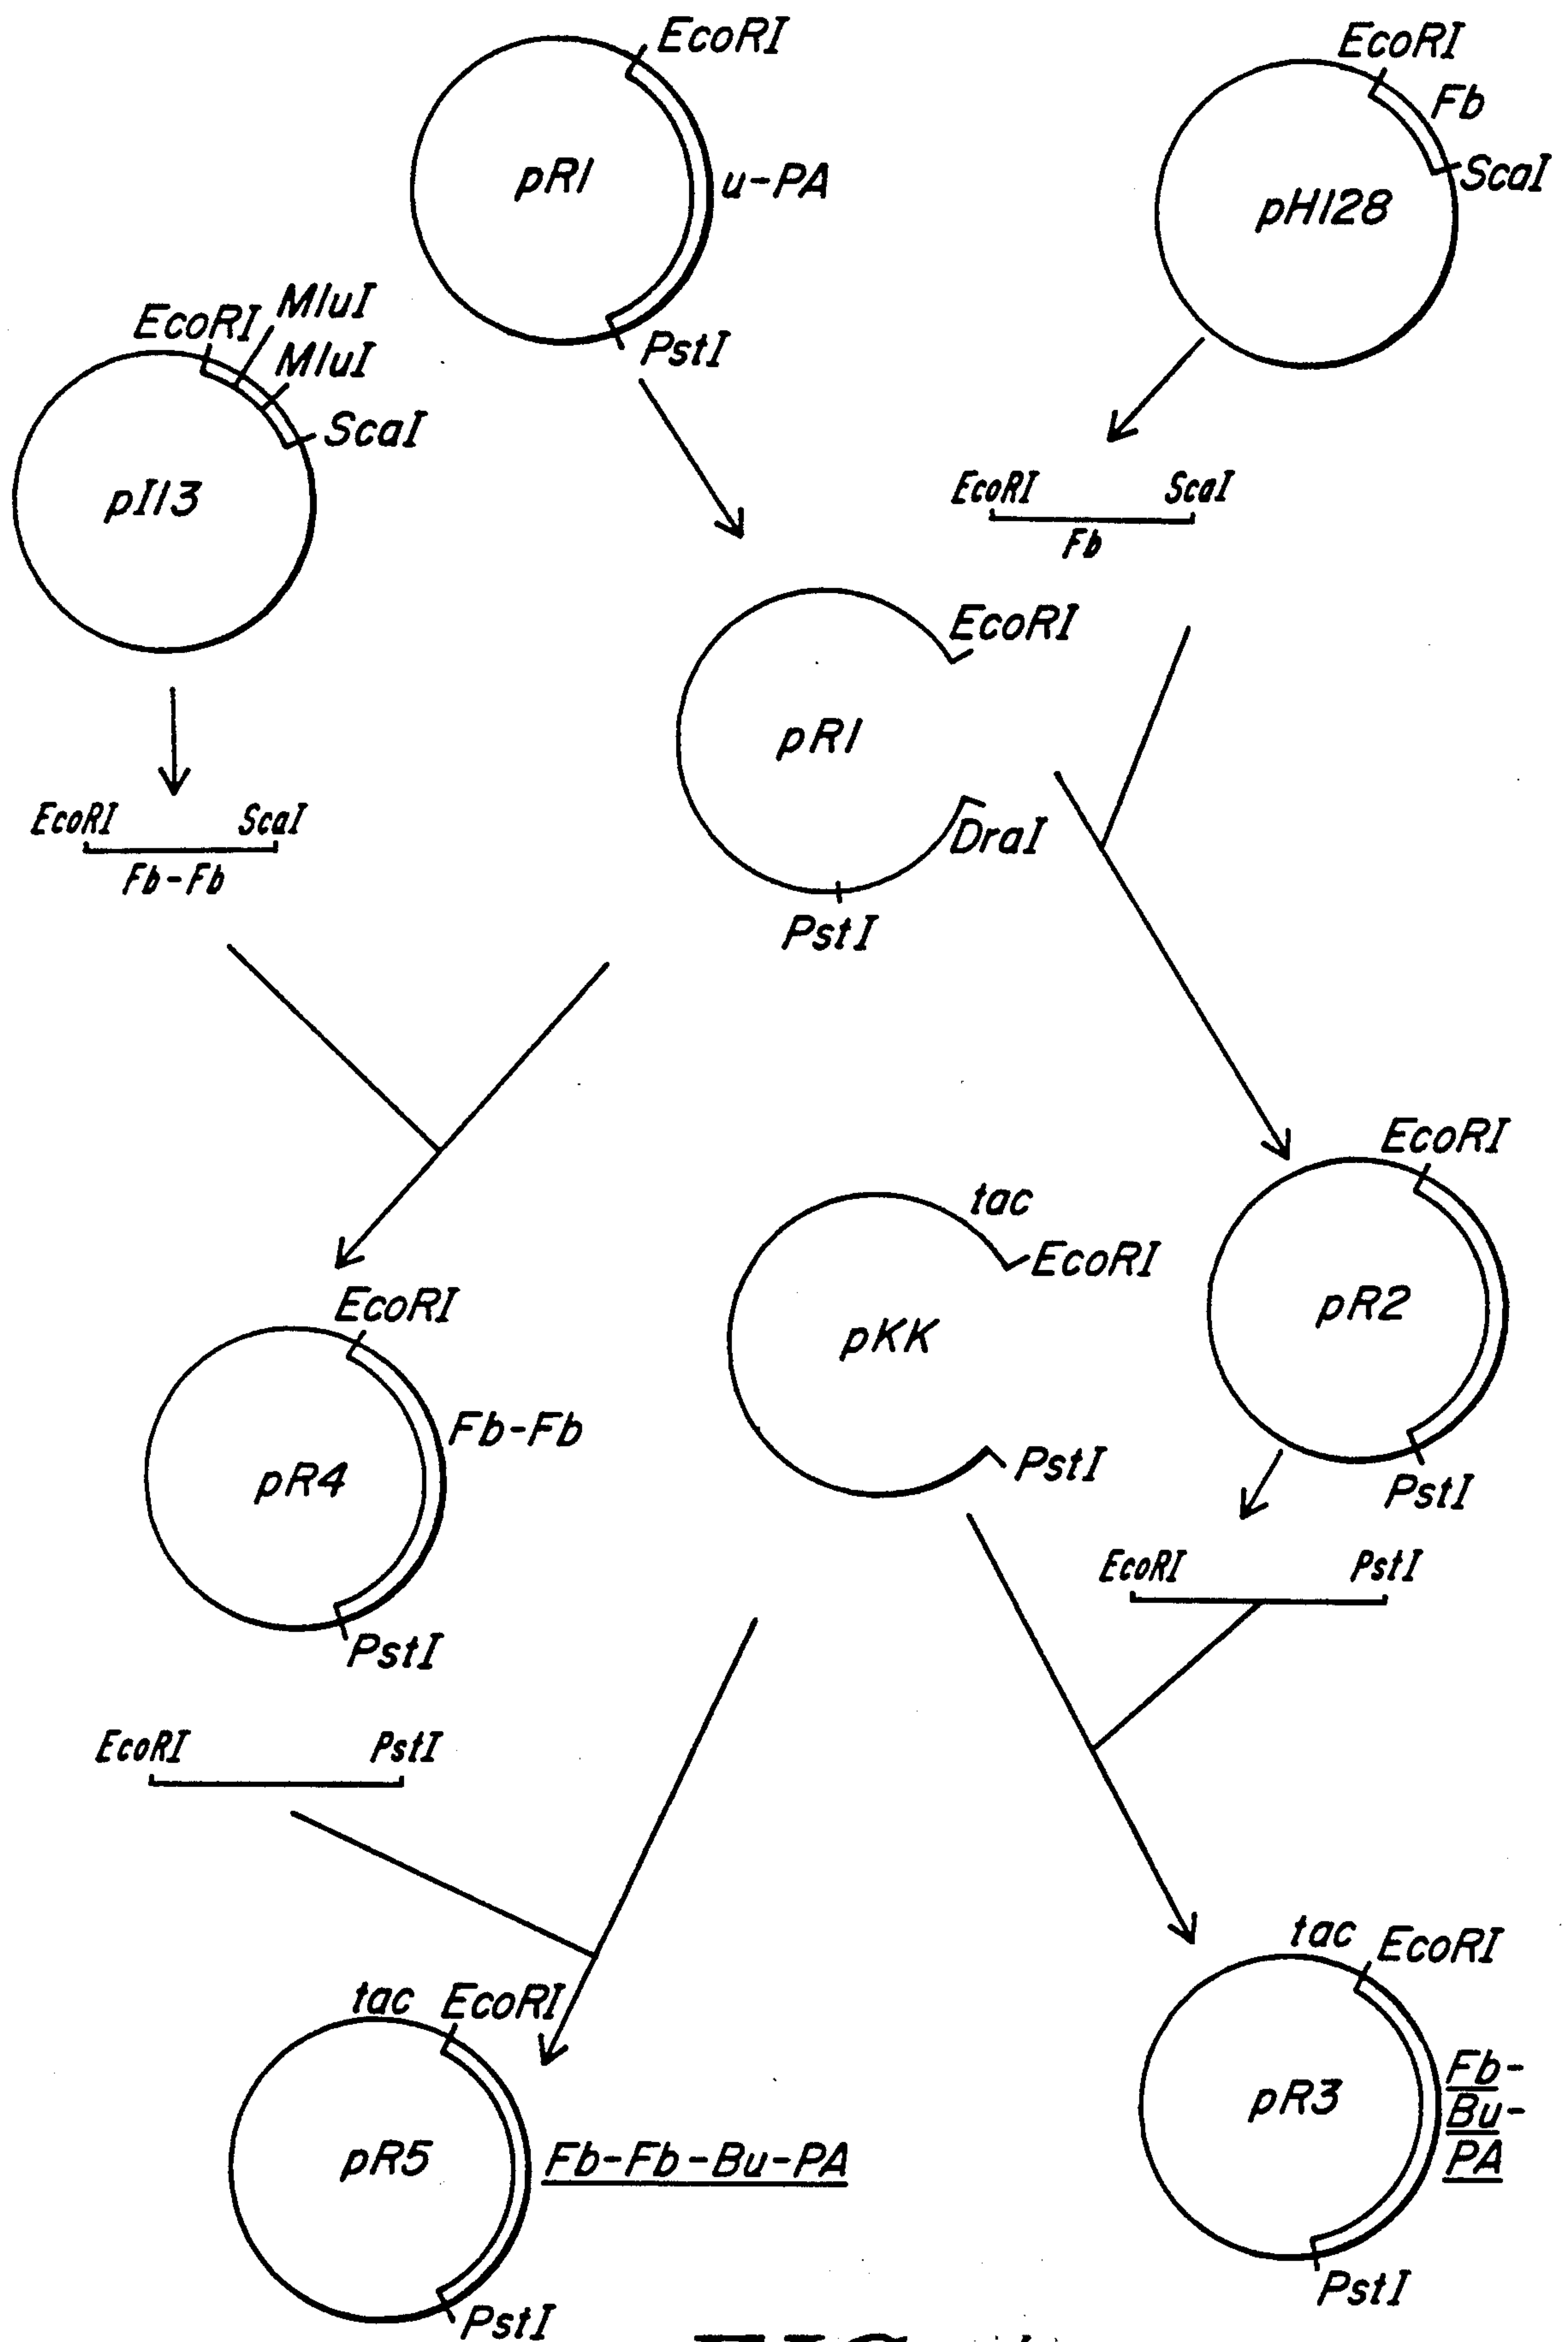 EcoRI
u-PA
pR1
PstI
EcoRI
Fb
ScaI
pH128
EcoRI
MluI
MluI
ScaI
pI13
EcoRI ScaI
Fb
EcoRI
pR1
DraI
PstI
EcoRI ScaI
Fb-Fb
EcoRI
pR2
PstI
tac
EcoRI
pKK
PstI
EcoRI
Fb-Fb
pR4
PstI
EcoRI PstI
EcoRI PstI
tac EcoRI
pR3
Fb-
Bu-
PA
PstI
tac EcoRI
pR5
Fb-Fb-Bu-PA
PstI